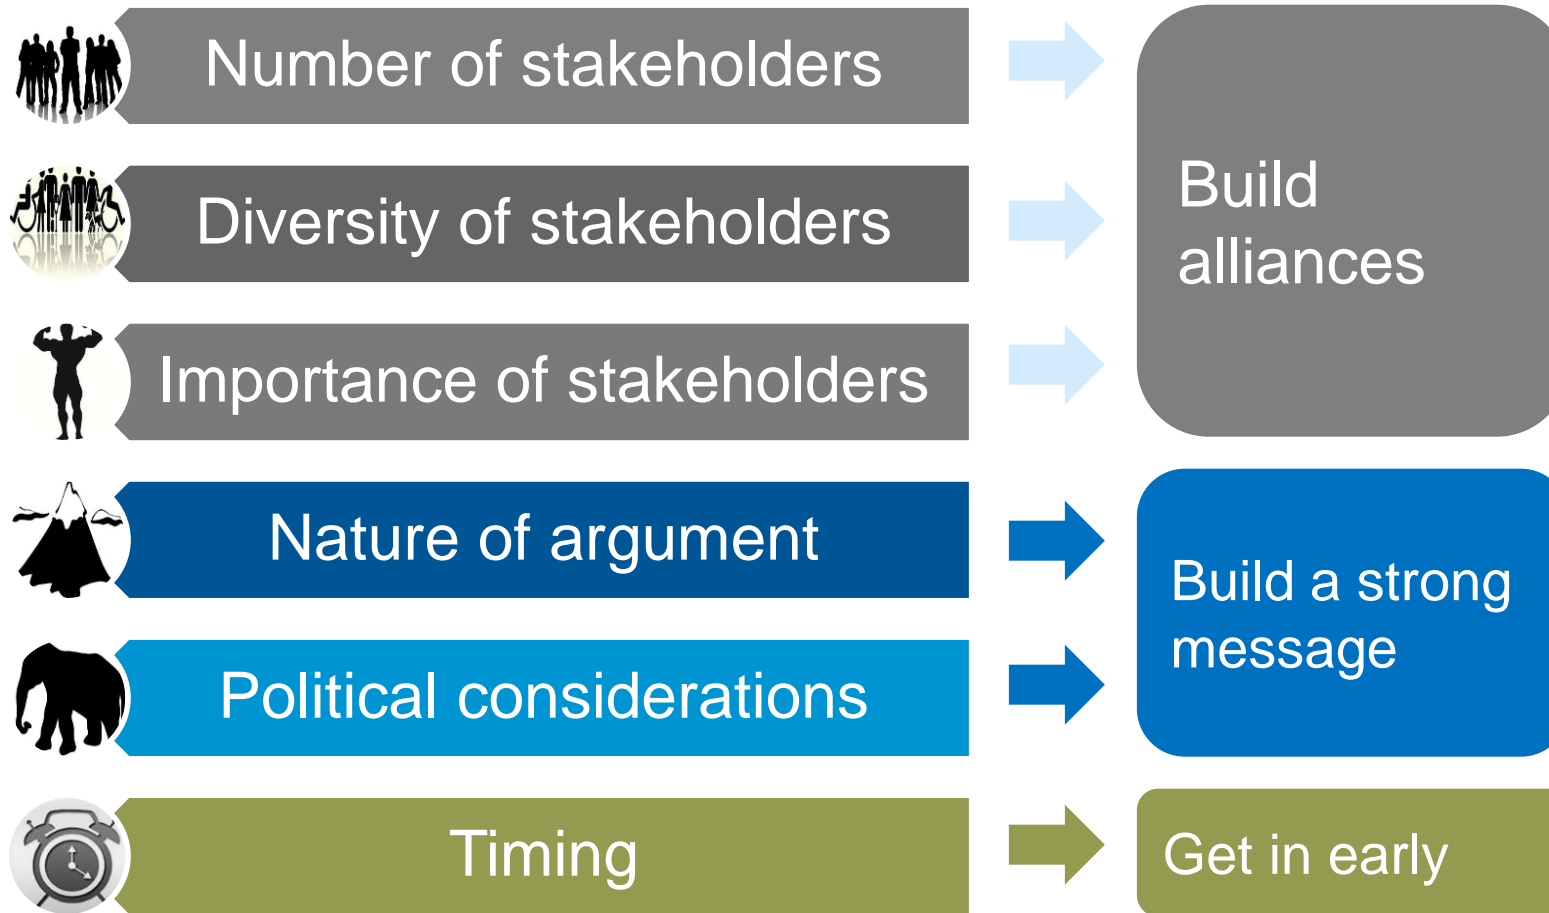 Number of stakeholders
Diversity of stakeholders
Importance of stakeholders
Build
alliances
Nature of argument
Political considerations
Build a strong
message
Timing
Get in early